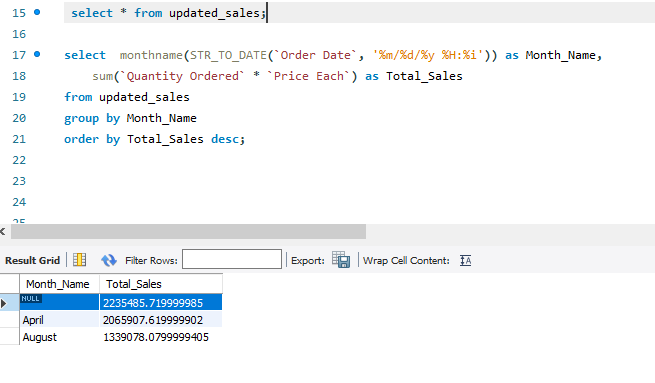 15 select * from updated_sales;
16
17 select monthname(STR_TO_DATE(`Order Date`, '%m/%d/%y %H:%i')) as Month_Name,
18 sum(`Quantity Ordered` * `Price Each`) as Total_Sales
19 from updated_sales
20 group by Month_Name
21 order by Total_Sales desc;
22
23
24
25
Result Grid Filter Rows: Export: Wrap Cell Content: IA
Month_Name Total_Sales
NULL 2235485.719999985
April 2065907.619999902
August 1339078.0799999405